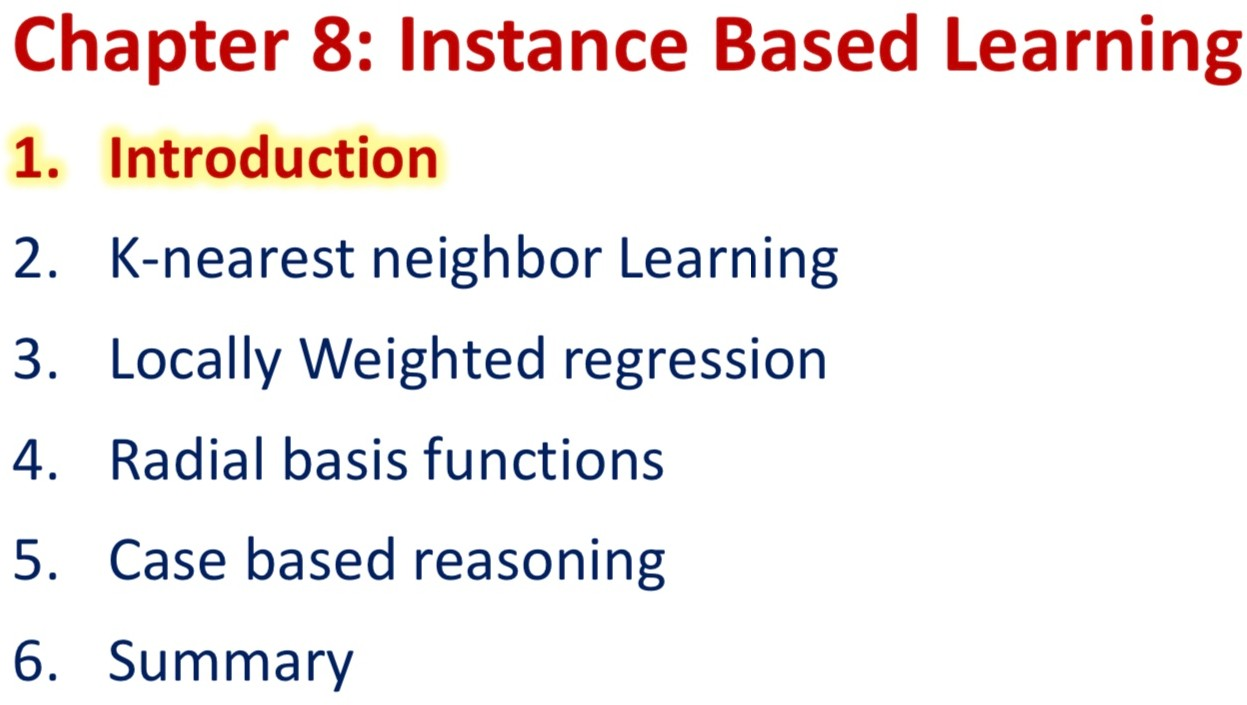 Chapter 8: Instance Based Learning
1. Introduction
2. K-nearest neighbor Learning
3. Locally Weighted regression
4. Radial basis functions
5. Case based reasoning
6. Summary